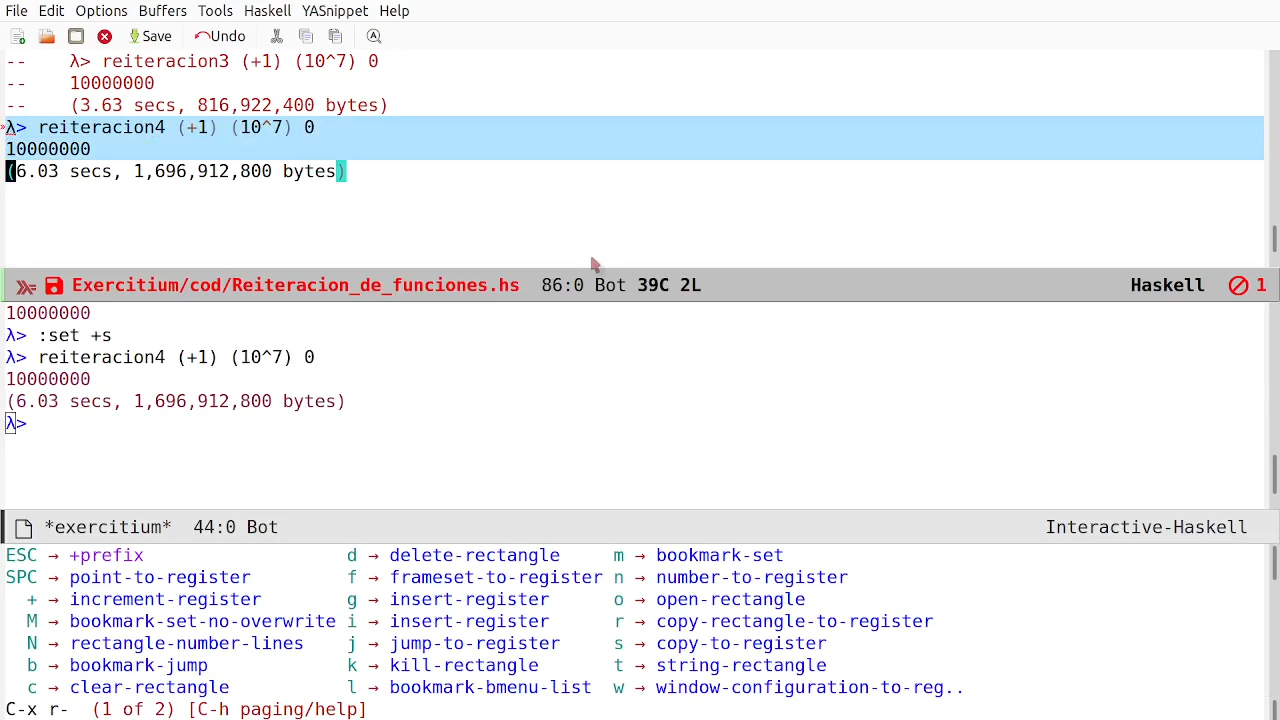 File Edit Options Buffers Tools Haskell YASnippet Help
Save Undo
--    λ> reiteracion3 (+1) (10^7) 0
--    10000000
--    (3.63 secs, 816,922,400 bytes)
λ> reiteracion4 (+1) (10^7) 0
10000000
(6.03 secs, 1,696,912,800 bytes)
Exercitium/cod/Reiteracion_de_funciones.hs  86:0 Bot 39C 2L  Haskell  1
10000000
λ> :set +s
λ> reiteracion4 (+1) (10^7) 0
10000000
(6.03 secs, 1,696,912,800 bytes)
λ>
*exercitium*  44:0 Bot  Interactive-Haskell
ESC → +prefix  d → delete-rectangle  m → bookmark-set
SPC → point-to-register  f → frameset-to-register  n → number-to-register
+ → increment-register  g → insert-register  o → open-rectangle
M → bookmark-set-no-overwrite  i → insert-register  r → copy-rectangle-to-register
N → rectangle-number-lines  j → jump-to-register  s → copy-to-register
b → bookmark-jump  k → kill-rectangle  t → string-rectangle
c → clear-rectangle  l → bookmark-bmenu-list  w → window-configuration-to-reg..
C-x r-  (1 of 2) [C-h paging/help]